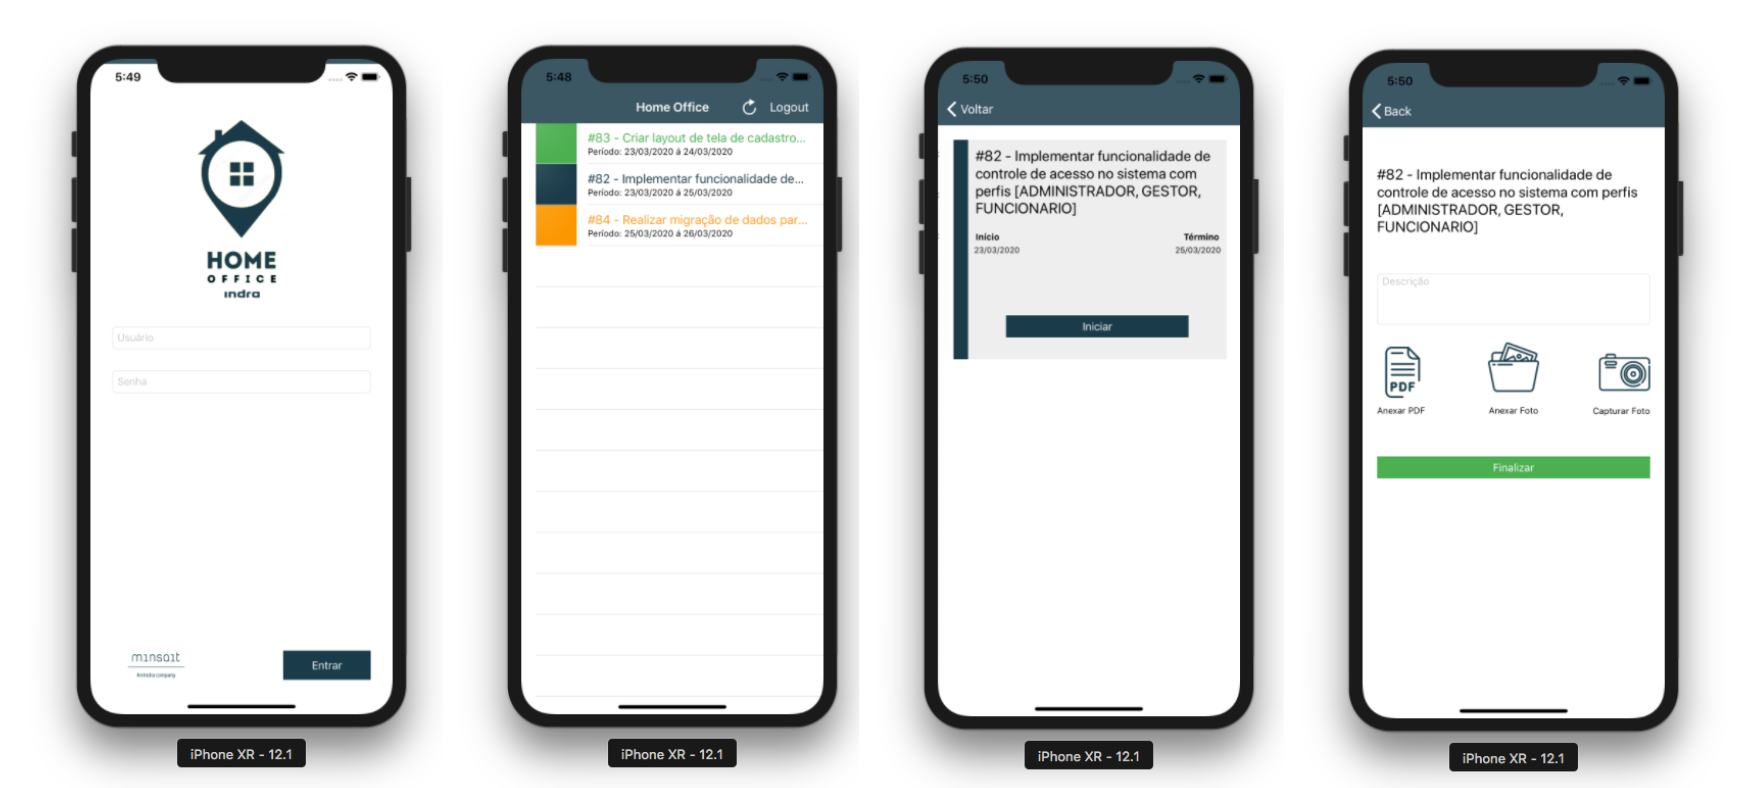 5:49
HOME
OFFICE
indra
Usuário
Senha
minsait
An Indra company
Entrar
iPhone XR - 12.1
5:48
Home Office
Logout
#83 - Criar layout de tela de cadastro...
Período: 23/03/2020 á 24/03/2020
#82 - Implementar funcionalidade de...
Período: 23/03/2020 á 25/03/2020
#84 - Realizar migração de dados par...
Período: 25/03/2020 á 26/03/2020
iPhone XR - 12.1
5:50
Voltar
#82 - Implementar funcionalidade de
controle de acesso no sistema com
perfis [ADMINISTRADOR, GESTOR,
FUNCIONARIO]
Início
Término
23/03/2020
25/03/2020
Iniciar
iPhone XR - 12.1
5:50
Back
#82 - Implementar funcionalidade de
controle de acesso no sistema com perfis
[ADMINISTRADOR, GESTOR,
FUNCIONARIO]
Descrição
PDF
Anexar PDF
Anexar Foto
Capturar Foto
Finalizar
iPhone XR - 12.1